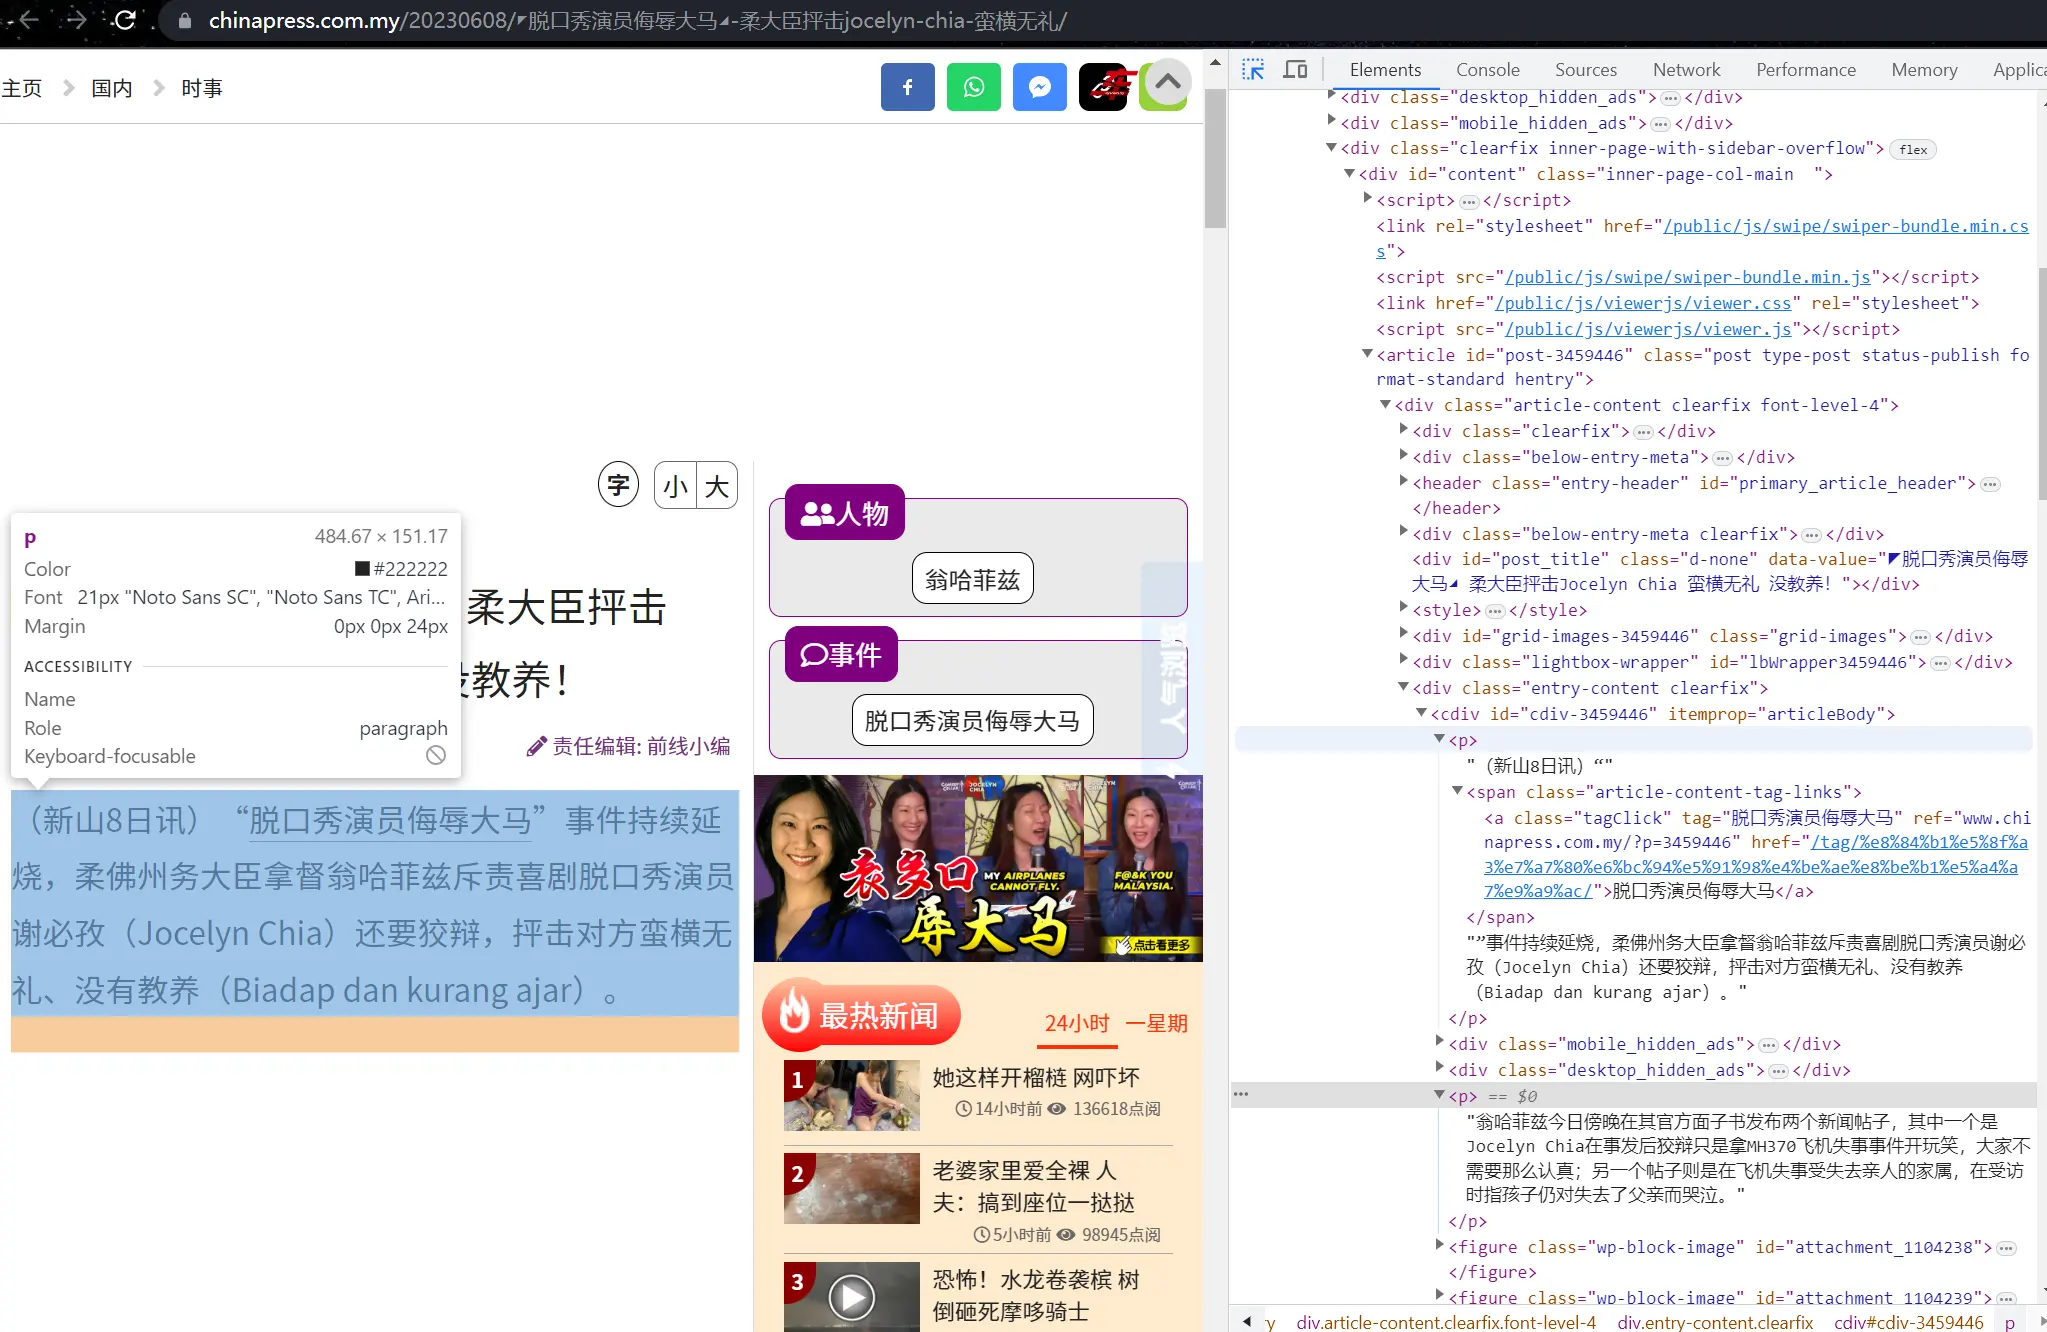 chinapress.com.my/20230608/◤脱口秀演员侮辱大马◢-柔大臣抨击jocelyn-chia-蛮横无礼/
主页
国内
时事
字
小
大
p
484.67 × 151.17
Color
#222222
Font
21px "Noto Sans SC", "Noto Sans TC", Ari...
Margin
0px 0px 24px
ACCESSIBILITY
Name
Role
paragraph
Keyboard-focusable
柔大臣抨击
教养！
责任编辑: 前线小编
（新山8日讯）“脱口秀演员侮辱大马”事件持续延
烧，柔佛州务大臣拿督翁哈菲兹斥责喜剧脱口秀演员
谢必孜（Jocelyn Chia）还要狡辩，抨击对方蛮横无
礼、没有教养（Biadap dan kurang ajar）。
人物
翁哈菲兹
事件
脱口秀演员侮辱大马
人气浏览
MY AIRPLANES
CANNOT FLY.
F@&K YOU
MALAYSIA.
袁多口
辱大马
点击看更多
最热新闻
24小时
一星期
1
她这样开榴梿 网吓坏
14小时前
136618点阅
2
老婆家里爱全裸 人
夫：搞到座位一挞挞
5小时前
98945点阅
3
恐怖！水龙卷袭槟 树
倒砸死摩哆骑士
Elements
Console
Sources
Network
Performance
Memory
Applica
<div class="desktop_hidden_ads">…</div>
<div class="mobile_hidden_ads">…</div>
<div class="clearfix inner-page-with-sidebar-overflow"> flex
<div id="content" class="inner-page-col-main  ">
<script>…</script>
<link rel="stylesheet" href="/public/js/swipe/swiper-bundle.min.cs
s">
<script src="/public/js/swipe/swiper-bundle.min.js"></script>
<link href="/public/js/viewerjs/viewer.css" rel="stylesheet">
<script src="/public/js/viewerjs/viewer.js"></script>
<article id="post-3459446" class="post type-post status-publish fo
rmat-standard hentry">
<div class="article-content clearfix font-level-4">
<div class="clearfix">…</div>
<div class="below-entry-meta">…</div>
<header class="entry-header" id="primary_article_header">…
</header>
<div class="below-entry-meta clearfix">…</div>
<div id="post_title" class="d-none" data-value="◤脱口秀演员侮辱
大马◢ 柔大臣抨击Jocelyn Chia 蛮横无礼 没教养！"></div>
<style>…</style>
<div id="grid-images-3459446" class="grid-images">…</div>
<div class="lightbox-wrapper" id="lbWrapper3459446">…</div>
<div class="entry-content clearfix">
<cdiv id="cdiv-3459446" itemprop="articleBody">
<p>
"（新山8日讯）“"
<span class="article-content-tag-links">
<a class="tagClick" tag="脱口秀演员侮辱大马" ref="www.chi
napress.com.my/?p=3459446" href="/tag/%e8%84%b1%e5%8f%a
3%e7%a7%80%e6%bc%94%e5%91%98%e4%be%ae%e8%be%b1%e5%a4%a
7%e9%a9%ac/">脱口秀演员侮辱大马</a>
</span>
"”事件持续延烧，柔佛州务大臣拿督翁哈菲兹斥责喜剧脱口秀演员谢必
孜（Jocelyn Chia）还要狡辩，抨击对方蛮横无礼、没有教养
（Biadap dan kurang ajar）。"
</p>
<div class="mobile_hidden_ads">…</div>
<div class="desktop_hidden_ads">…</div>
<p> == $0
"翁哈菲兹今日傍晚在其官方面子书发布两个新闻帖子，其中一个是
Jocelyn Chia在事发后狡辩只是拿MH370飞机失事事件开玩笑，大家不
需要那么认真；另一个帖子则是在飞机失事受失去亲人的家属，在受访
时指孩子仍对失去了父亲而哭泣。"
</p>
<figure class="wp-block-image" id="attachment_1104238">…
</figure>
<figure class="wp-block-image" id="attachment_1104239">…
ry
div.article-content.clearfix.font-level-4
div.entry-content.clearfix
cdiv#cdiv-3459446
p